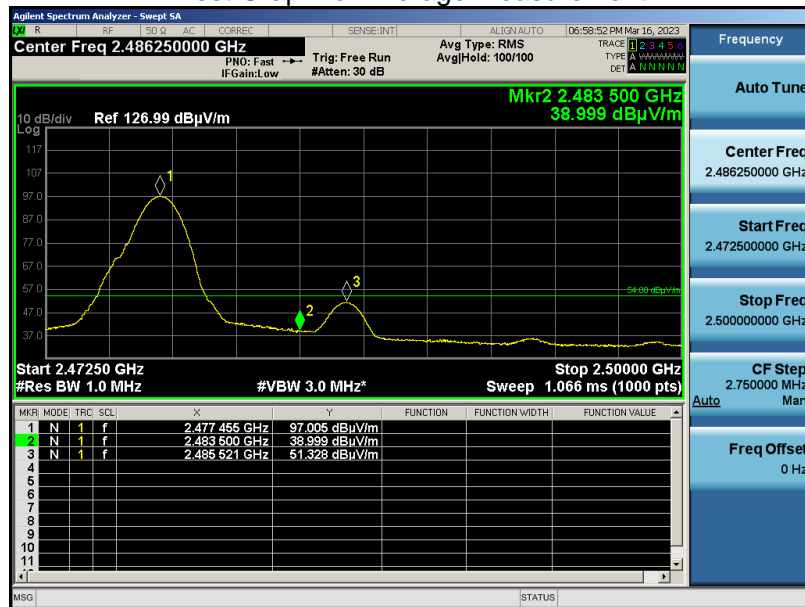 Agilent Spectrum Analyzer - Swept SA
LXI R RF 50 Ω AC CORREC SENSE:INT ALIGN AUTO 06:58:52 PM Mar 16, 2023
Center Freq 2.486250000 GHz
PNO: Fast
IFGain:Low
Trig: Free Run
#Atten: 30 dB
Avg Type: RMS
Avg|Hold: 100/100
TRACE 1 2 3 4 5 6
TYPE A
DET A N N N N N
Mkr2 2.483 500 GHz
38.999 dBµV/m
10 dB/div Ref 126.99 dBµV/m
Log
117
107
97.0
87.0
77.0
67.0
57.0
47.0
37.0
1
2
3
54.00 dBµV/m
Start 2.47250 GHz Stop 2.50000 GHz
#Res BW 1.0 MHz #VBW 3.0 MHz* Sweep 1.066 ms (1000 pts)
MKR MODE TRC SCL X Y FUNCTION FUNCTION WIDTH FUNCTION VALUE
1 N 1 f 2.477 455 GHz 97.005 dBµV/m
2 N 1 f 2.483 500 GHz 38.999 dBµV/m
3 N 1 f 2.485 521 GHz 51.328 dBµV/m
4
5
6
7
8
9
10
11
MSG STATUS
Frequency
Auto Tune
Center Freq
2.486250000 GHz
Start Freq
2.472500000 GHz
Stop Freq
2.500000000 GHz
CF Step
2.750000 MHz
Auto Man
Freq Offset
0 Hz